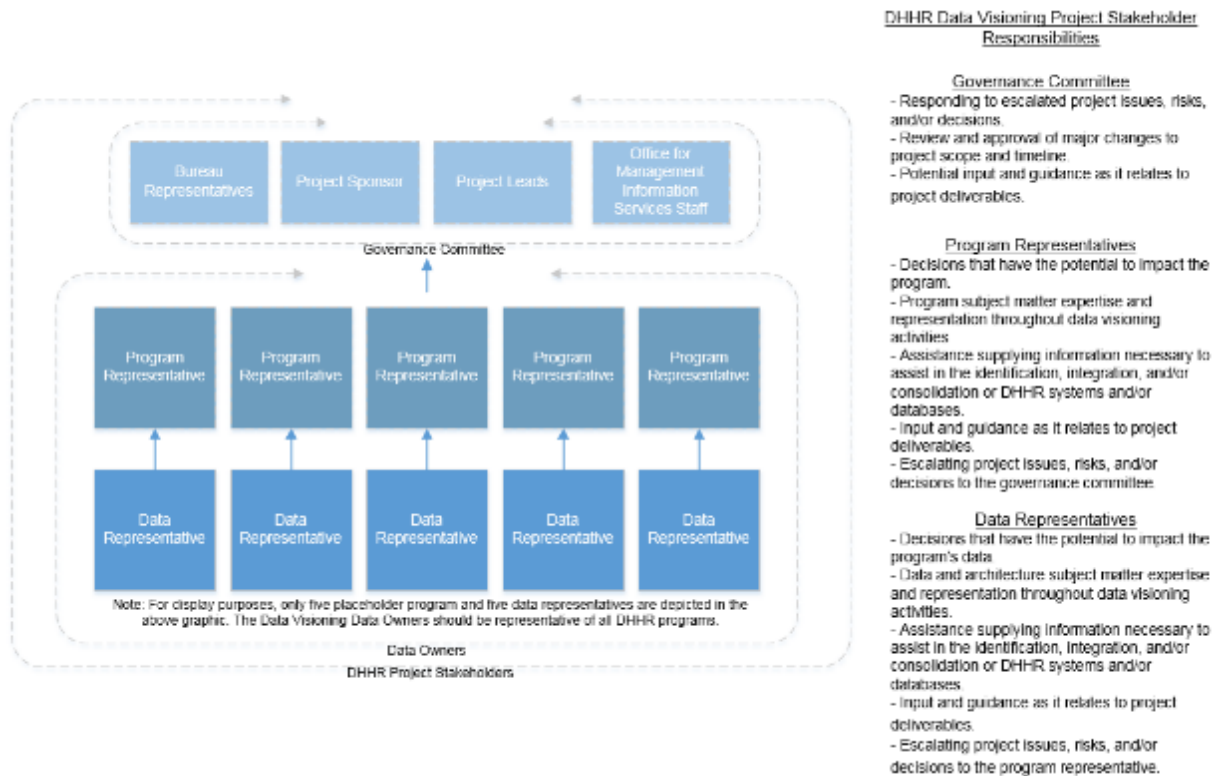 DHHR Data Visioning Project Stakeholder
Responsibilities
Governance Committee
- Responding to escalated project issues, risks,
and/or decisions.
- Review and approval of major changes to
project scope and timeline.
- Potential input and guidance as it relates to
project deliverables.
Program Representatives
- Decisions that have the potential to impact the
program.
- Program subject matter expertise and
representation throughout data visioning
activities
- Assistance supplying information necessary to
assist in the identification, integration, and/or
consolidation or DHHR systems and/or
databases.
- Input and guidance as it relates to project
deliverables.
- Escalating project issues, risks, and/or
decisions to the governance committee
Data Representatives
- Decisions that have the potential to impact the
program's data
- Data and architecture subject matter expertise
and representation throughout data visioning
activities.
- Assistance supplying information necessary to
assist in the identification, integration, and/or
consolidation or DHHR systems and/or
databases
- Input and guidance as it relates to project
deliverables.
- Escalating project issues, risks, and/or
decisions to the program representative.
Bureau
Representatives
Project Sponsor
Project Leads
Office for
Management
Information
Services Staff
Governance Committee
Program
Representative
Program
Representative
Program
Representative
Program
Representative
Program
Representative
Data
Representative
Data
Representative
Data
Representative
Data
Representative
Data
Representative
Note: For display purposes, only five placeholder program and five data representatives are depicted in the
above graphic. The Data Visioning Data Owners should be representative of all DHHR programs.
Data Owners
DHHR Project Stakeholders